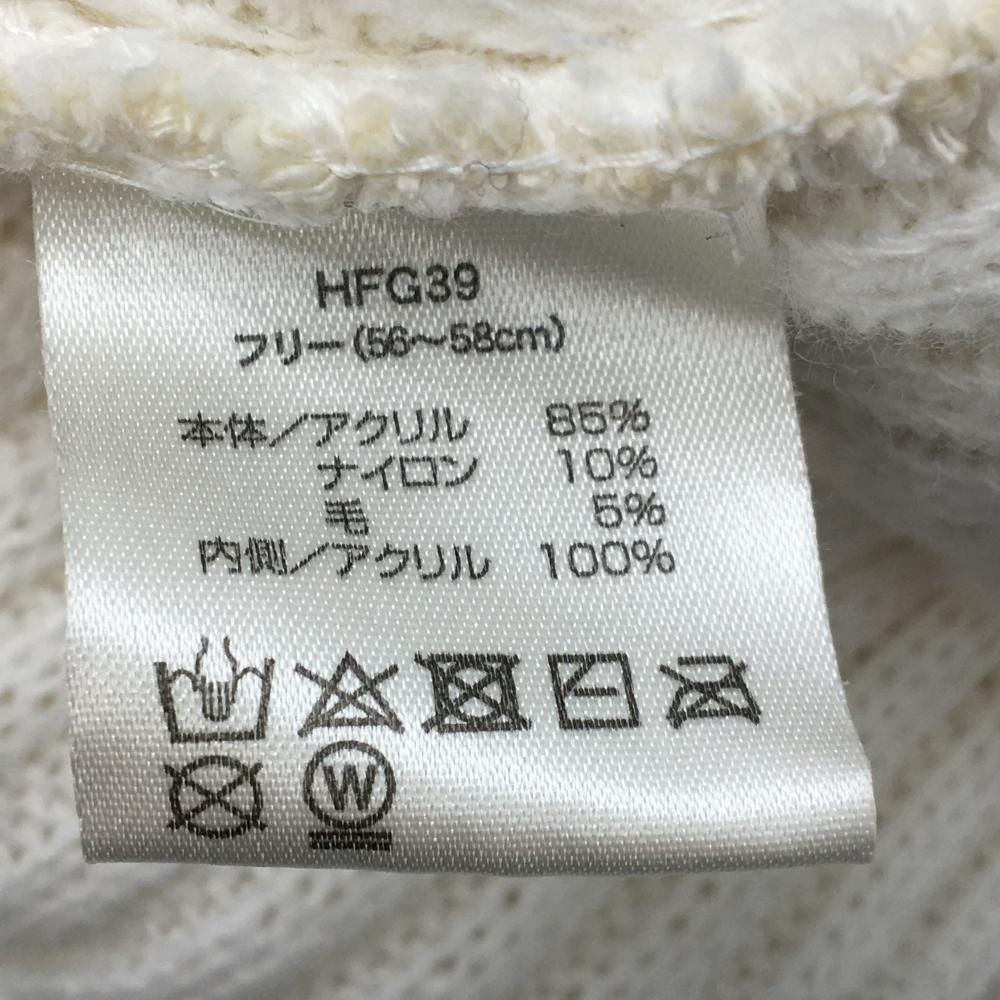 HFG39
フリー(56〜58cm)
本体／アクリル 85%
ナイロン 10%
毛 5%
内側／アクリル 100%
W